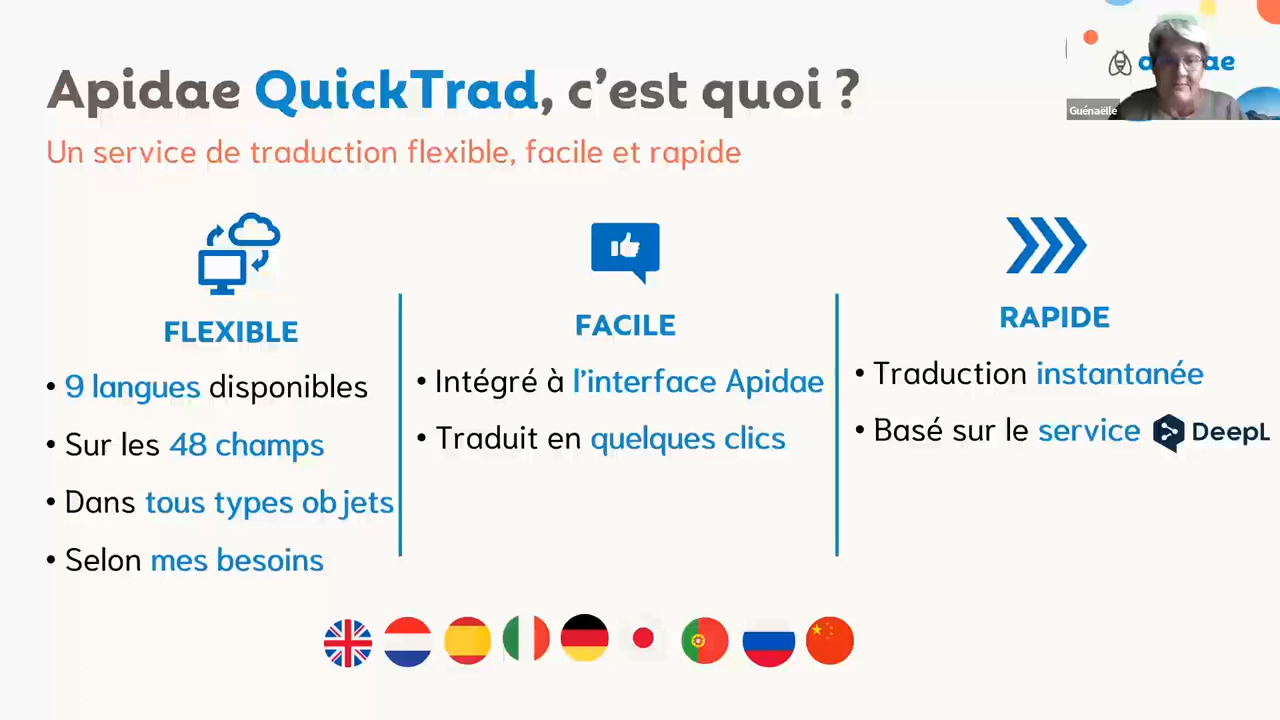 Apidae QuickTrad, c'est quoi ?
Un service de traduction flexible, facile et rapide
Guénaëlle
FLEXIBLE
• 9 langues disponibles
• Sur les 48 champs
• Dans tous types objets
• Selon mes besoins
FACILE
• Intégré à l'interface Apidae
• Traduit en quelques clics
RAPIDE
• Traduction instantanée
• Basé sur le service DeepL